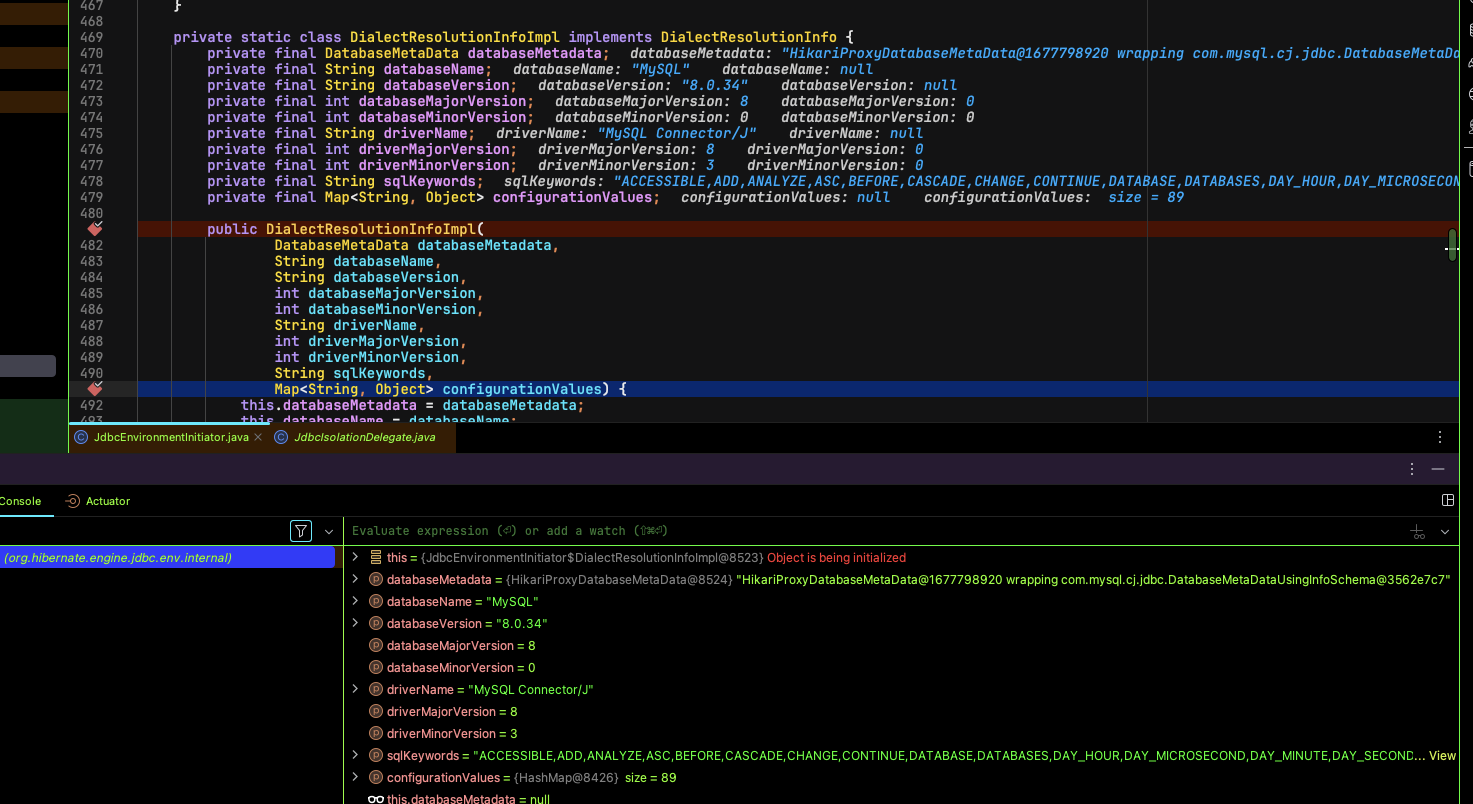 467 }
468
469 private static class DialectResolutionInfoImpl implements DialectResolutionInfo {
470 private final DatabaseMetaData databaseMetadata; databaseMetadata: "HikariProxyDatabaseMetaData@1677798920 wrapping com.mysql.cj.jdbc.DatabaseMetaDa
471 private final String databaseName; databaseName: "MySQL" databaseName: null
472 private final String databaseVersion; databaseVersion: "8.0.34" databaseVersion: null
473 private final int databaseMajorVersion; databaseMajorVersion: 8 databaseMajorVersion: 0
474 private final int databaseMinorVersion; databaseMinorVersion: 0 databaseMinorVersion: 0
475 private final String driverName; driverName: "MySQL Connector/J" driverName: null
476 private final int driverMajorVersion; driverMajorVersion: 8 driverMajorVersion: 0
477 private final int driverMinorVersion; driverMinorVersion: 3 driverMinorVersion: 0
478 private final String sqlKeywords; sqlKeywords: "ACCESSIBLE,ADD,ANALYZE,ASC,BEFORE,CASCADE,CHANGE,CONTINUE,DATABASE,DATABASES,DAY_HOUR,DAY_MICROSECON
479 private final Map<String, Object> configurationValues; configurationValues: null configurationValues: size = 89
480
public DialectResolutionInfoImpl(
482 DatabaseMetaData databaseMetadata,
483 String databaseName,
484 String databaseVersion,
485 int databaseMajorVersion,
486 int databaseMinorVersion,
487 String driverName,
488 int driverMajorVersion,
489 int driverMinorVersion,
490 String sqlKeywords,
Map<String, Object> configurationValues) {
492 this.databaseMetadata = databaseMetadata;
493 this.databaseName = databaseName;
JdbcEnvironmentInitiator.java JdbcIsolationDelegate.java
Console Actuator
Evaluate expression (⏎) or add a watch (⇧⌘⏎)
(org.hibernate.engine.jdbc.env.internal)
this = {JdbcEnvironmentInitiator$DialectResolutionInfoImpl@8523} Object is being initialized
databaseMetadata = {HikariProxyDatabaseMetaData@8524} "HikariProxyDatabaseMetaData@1677798920 wrapping com.mysql.cj.jdbc.DatabaseMetaDataUsingInfoSchema@3562e7c7"
databaseName = "MySQL"
databaseVersion = "8.0.34"
databaseMajorVersion = 8
databaseMinorVersion = 0
driverName = "MySQL Connector/J"
driverMajorVersion = 8
driverMinorVersion = 3
sqlKeywords = "ACCESSIBLE,ADD,ANALYZE,ASC,BEFORE,CASCADE,CHANGE,CONTINUE,DATABASE,DATABASES,DAY_HOUR,DAY_MICROSECOND,DAY_MINUTE,DAY_SECOND... View
configurationValues = {HashMap@8426} size = 89
this.databaseMetadata = null